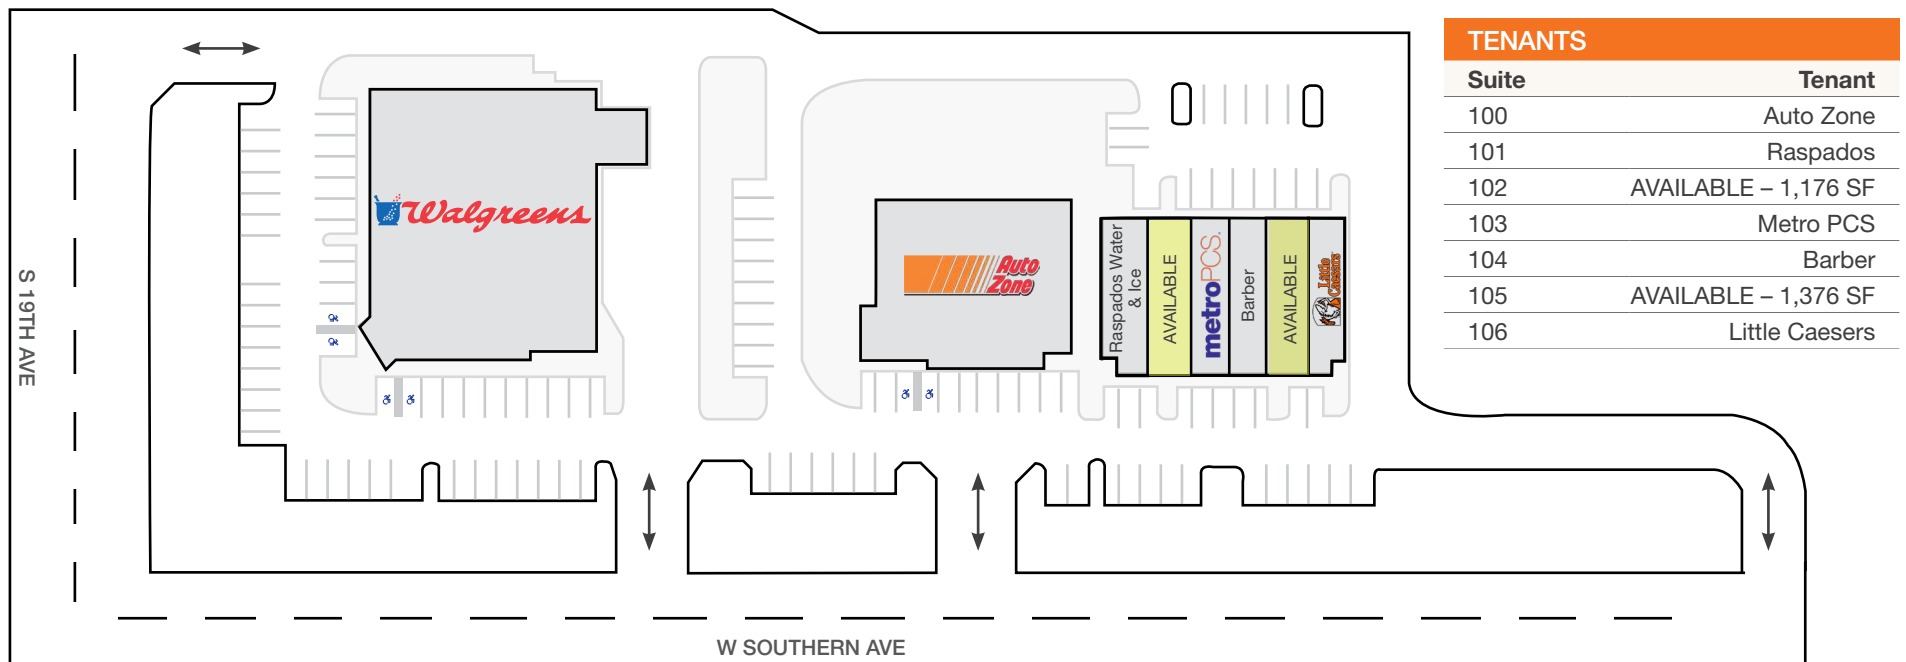 TENANTS
Suite Tenant
100 Auto Zone
101 Raspados
102 AVAILABLE – 1,176 SF
103 Metro PCS
104 Barber
105 AVAILABLE – 1,376 SF
106 Little Caesers
Walgreens
Auto
Zone
Raspados Water
& Ice
AVAILABLE
metroPCS.
Barber
AVAILABLE
Little
Caesars
S 19TH AVE
W SOUTHERN AVE